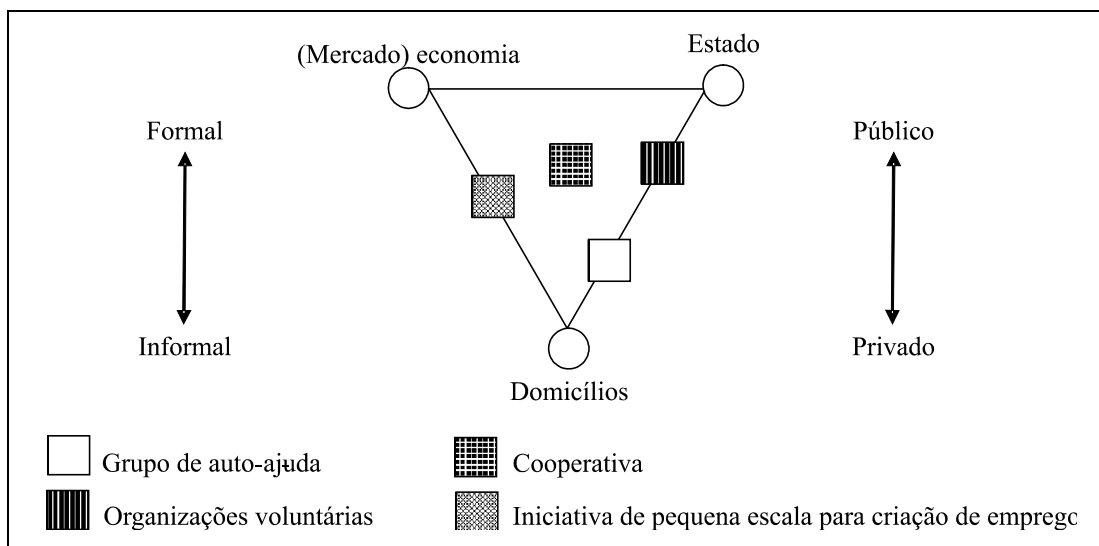 (Mercado) economia
Estado
Formal
Público
Informal
Privado
Domicílios
Grupo de auto-ajuda
Cooperativa
Organizações voluntárias
Iniciativa de pequena escala para criação de emprego